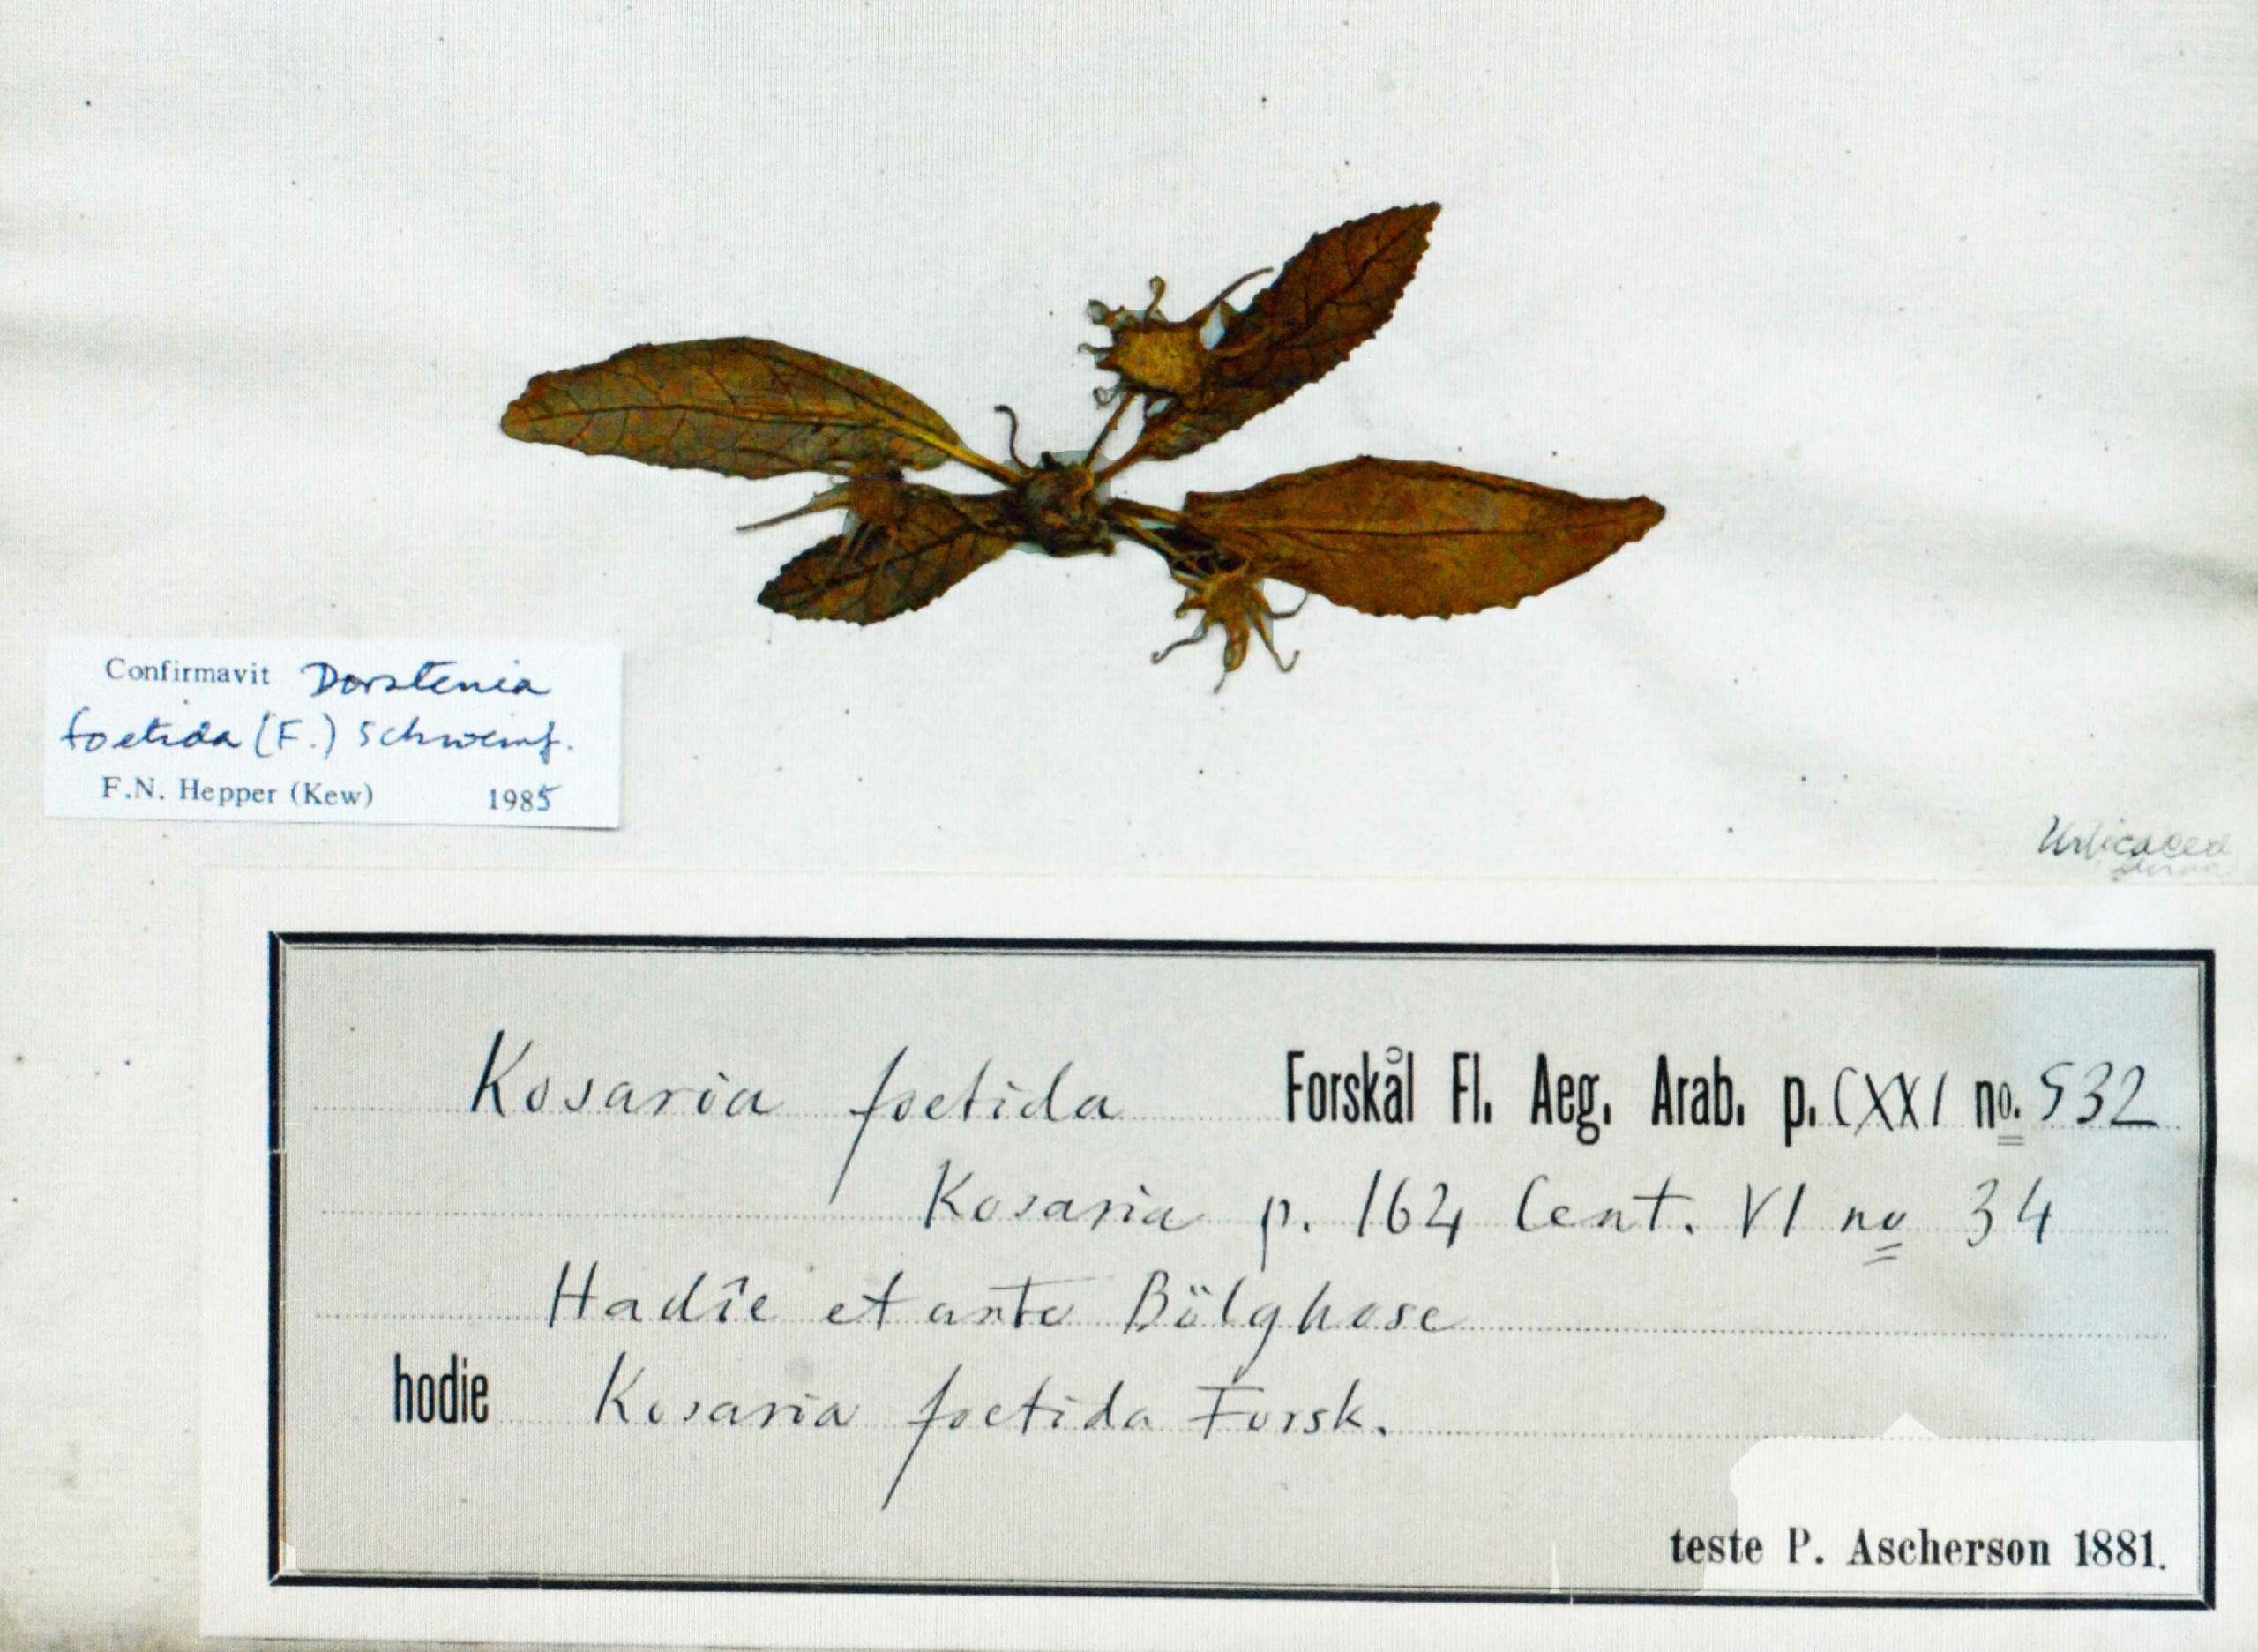 Confirmavit Dorstenia
foetida (F.) Schweinf.
F.N. Hepper (Kew) 1985
Kosaria foetida Forskål Fl. Aeg. Arab. p. CXXI no. 532
Kosaria p. 164 Cent. VI no 34
Hadîe et ante Bölghose
hodie Kosaria foetida Forsk.
teste P. Ascherson 1881.